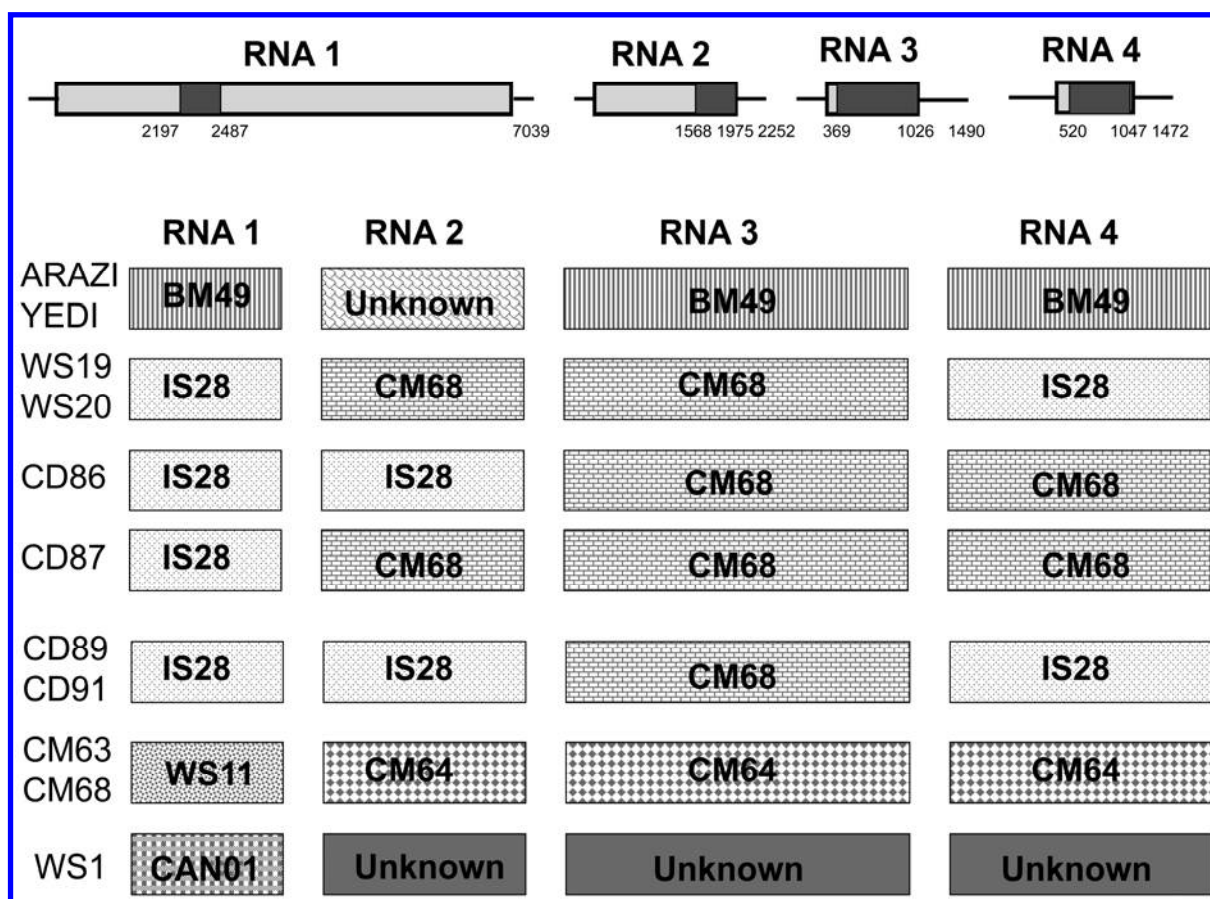 RNA 1 RNA 2 RNA 3 RNA 4
2197 2487 7039 1568 1975 2252 369 1026 1490 520 1047 1472
RNA 1 RNA 2 RNA 3 RNA 4
ARAZI
YEDI
BM49 Unknown BM49 BM49
WS19
WS20
IS28 CM68 CM68 IS28
CD86 IS28 IS28 CM68 CM68
CD87 IS28 CM68 CM68 CM68
CD89
CD91
IS28 IS28 CM68 IS28
CM63
CM68
WS11 CM64 CM64 CM64
WS1 CAN01 Unknown Unknown Unknown